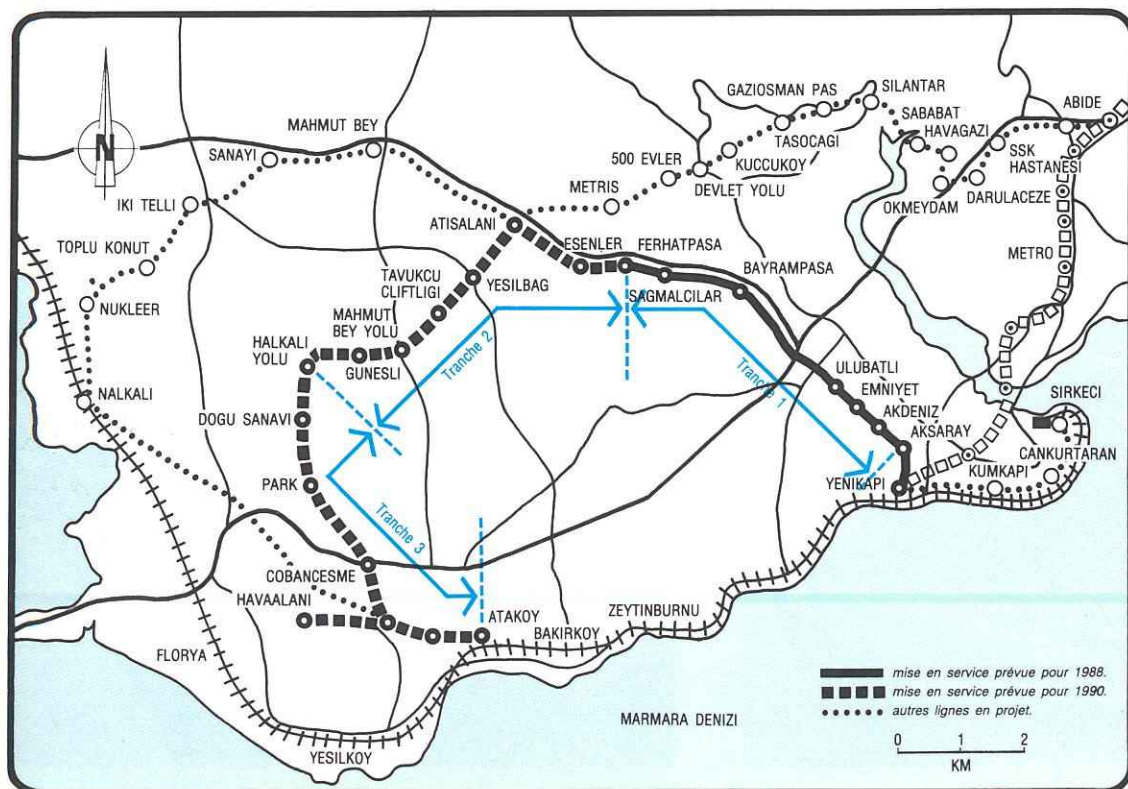 N
MAHMUT BEY
SANAYI
IKI TELLI
TOPLU KONUT
NUKLEER
NALKALI
GAZIOSMAN PAS
SILANTAR
SABABAT
HAVAGAZI
ABIDE
TASOCAGI
KUCCUKOY
500 EVLER
DEVLET YOLU
METRIS
SSK
HASTANESI
DARULACEZE
OKMEYDAM
METRO
ATISALANI
ESENLER
FERHATPASA
BAYRAMPASA
SAGMALCILAR
YESILBAG
TAVUKCU
CLIFTLIGI
MAHMUT
BEY YOLU
HALKALI
YOLU
GUNESLI
Tranche 2
Tranche 1
ULUBATLI
EMNIYET
AKDENIZ
AKSARAY
SIRKECI
CANKURTARAN
KUMKAPI
YENIKAPI
DOGU SANAVI
PARK
Tranche 3
COBANCESME
HAVAALANI
ATAKOY
BAKIRKOY
ZEYTINBURNU
FLORYA
YESILKOY
MARMARA DENIZI
mise en service prévue pour 1988.
mise en service prévue pour 1990.
autres lignes en projet.
0 1 2
KM